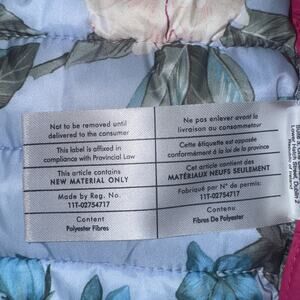 Not to be removed until
delivered to the consumer
This label is affixed in
compliance with Provincial Law
This article contains
NEW MATERIAL ONLY
Made by Reg. No.
11T-02754717
Content
Polyester Fibres
Ne pas enlever avant la
livraison au consommateur
Cette étiquette est apposée
conformément à la loi de la province
Cet article contient des
MATÉRIAUX NEUFS SEULEMENT
Fabriqué par N° de permis:
11T-02754717
Contenu
Fibres De Polyester
Republic of Ireland